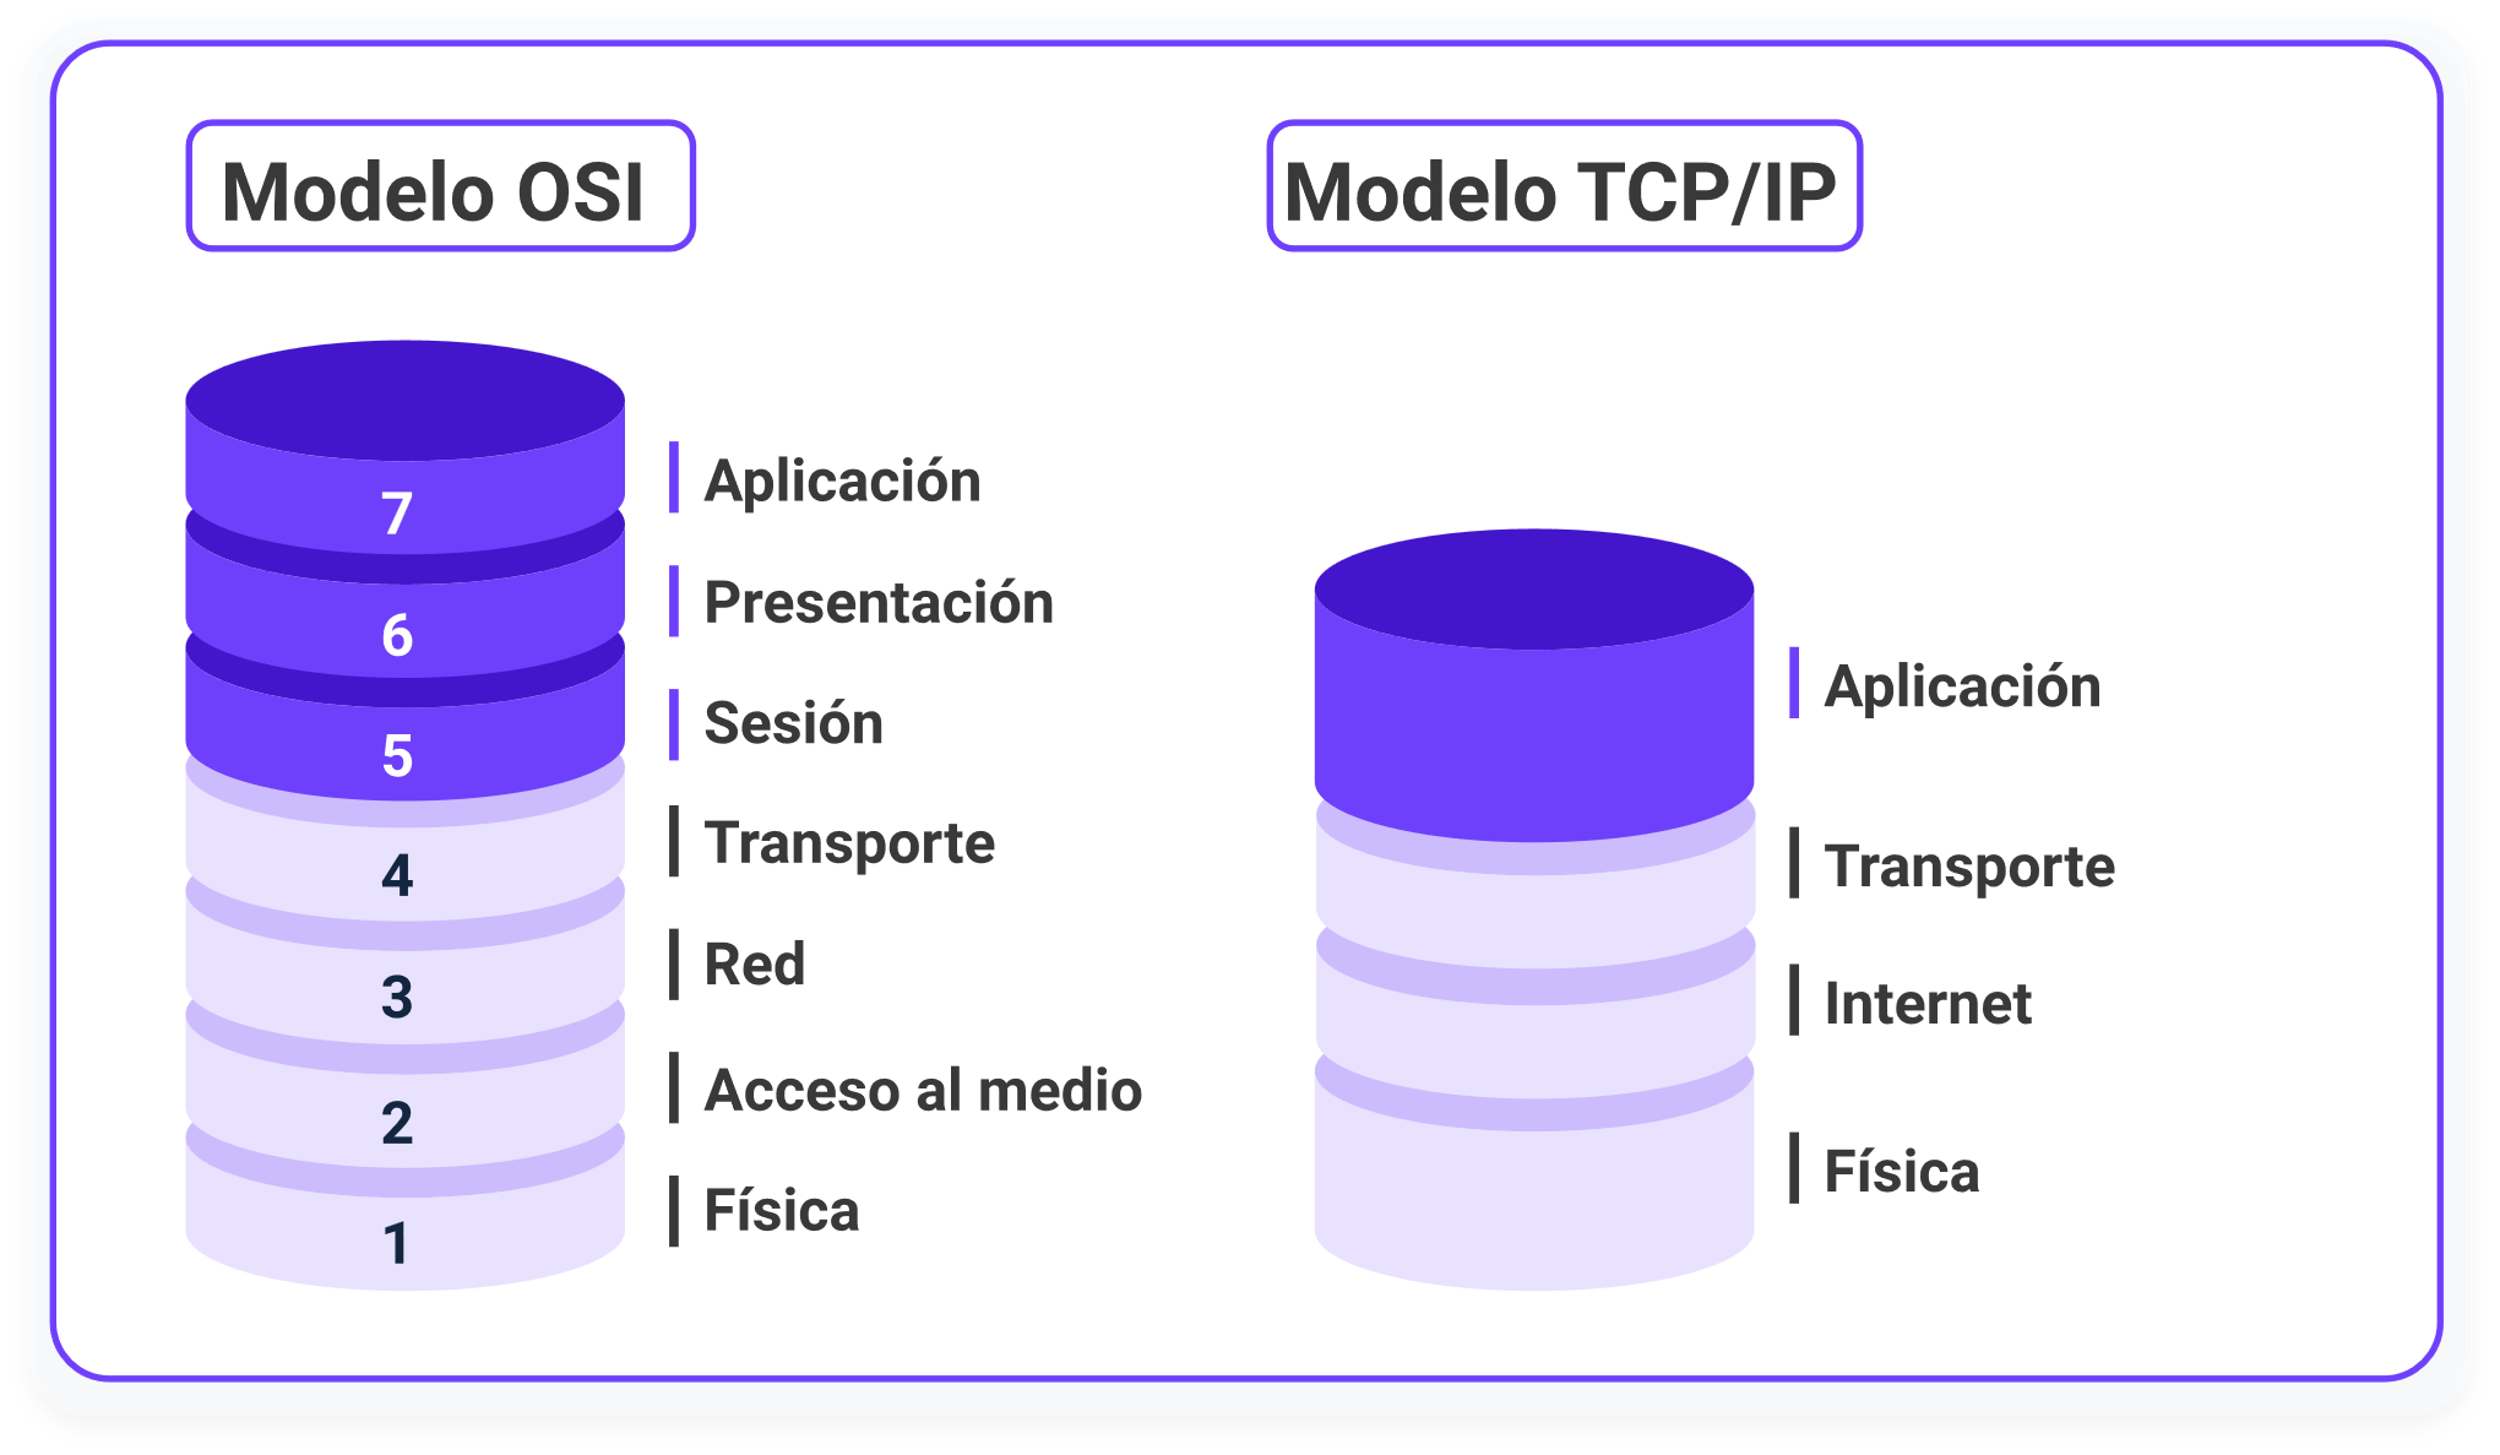 Modelo OSI
7
Aplicación
6
Presentación
5
Sesión
4
Transporte
3
Red
2
Acceso al medio
1
Física
Modelo TCP/IP
Aplicación
Transporte
Internet
Física